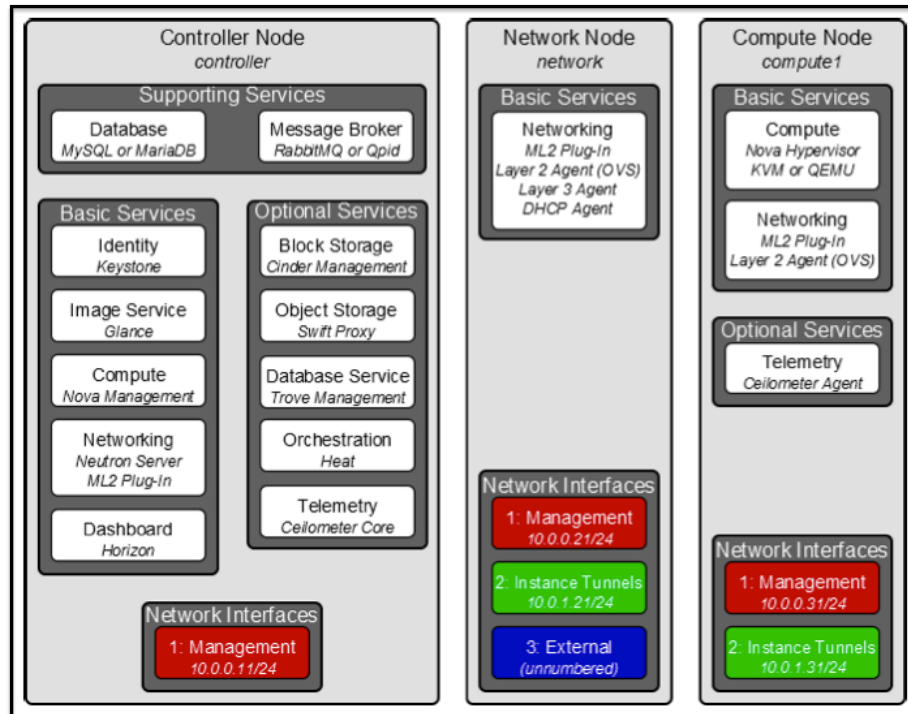 Controller Node
controller
Supporting Services
Database
MySQL or MariaDB
Message Broker
RabbitMQ or Qpid
Basic Services
Identity
Keystone
Image Service
Glance
Compute
Nova Management
Networking
Neutron Server
ML2 Plug-In
Dashboard
Horizon
Optional Services
Block Storage
Cinder Management
Object Storage
Swift Proxy
Database Service
Trove Management
Orchestration
Heat
Telemetry
Ceilometer Core
Network Interfaces
1: Management
10.0.0.11/24
Network Node
network
Basic Services
Networking
ML2 Plug-In
Layer 2 Agent (OVS)
Layer 3 Agent
DHCP Agent
Network Interfaces
1: Management
10.0.0.21/24
2: Instance Tunnels
10.0.1.21/24
3: External
(unnumbered)
Compute Node
compute1
Basic Services
Compute
Nova Hypervisor
KVM or QEMU
Networking
ML2 Plug-In
Layer 2 Agent (OVS)
Optional Services
Telemetry
Ceilometer Agent
Network Interfaces
1: Management
10.0.0.31/24
2: Instance Tunnels
10.0.1.31/24